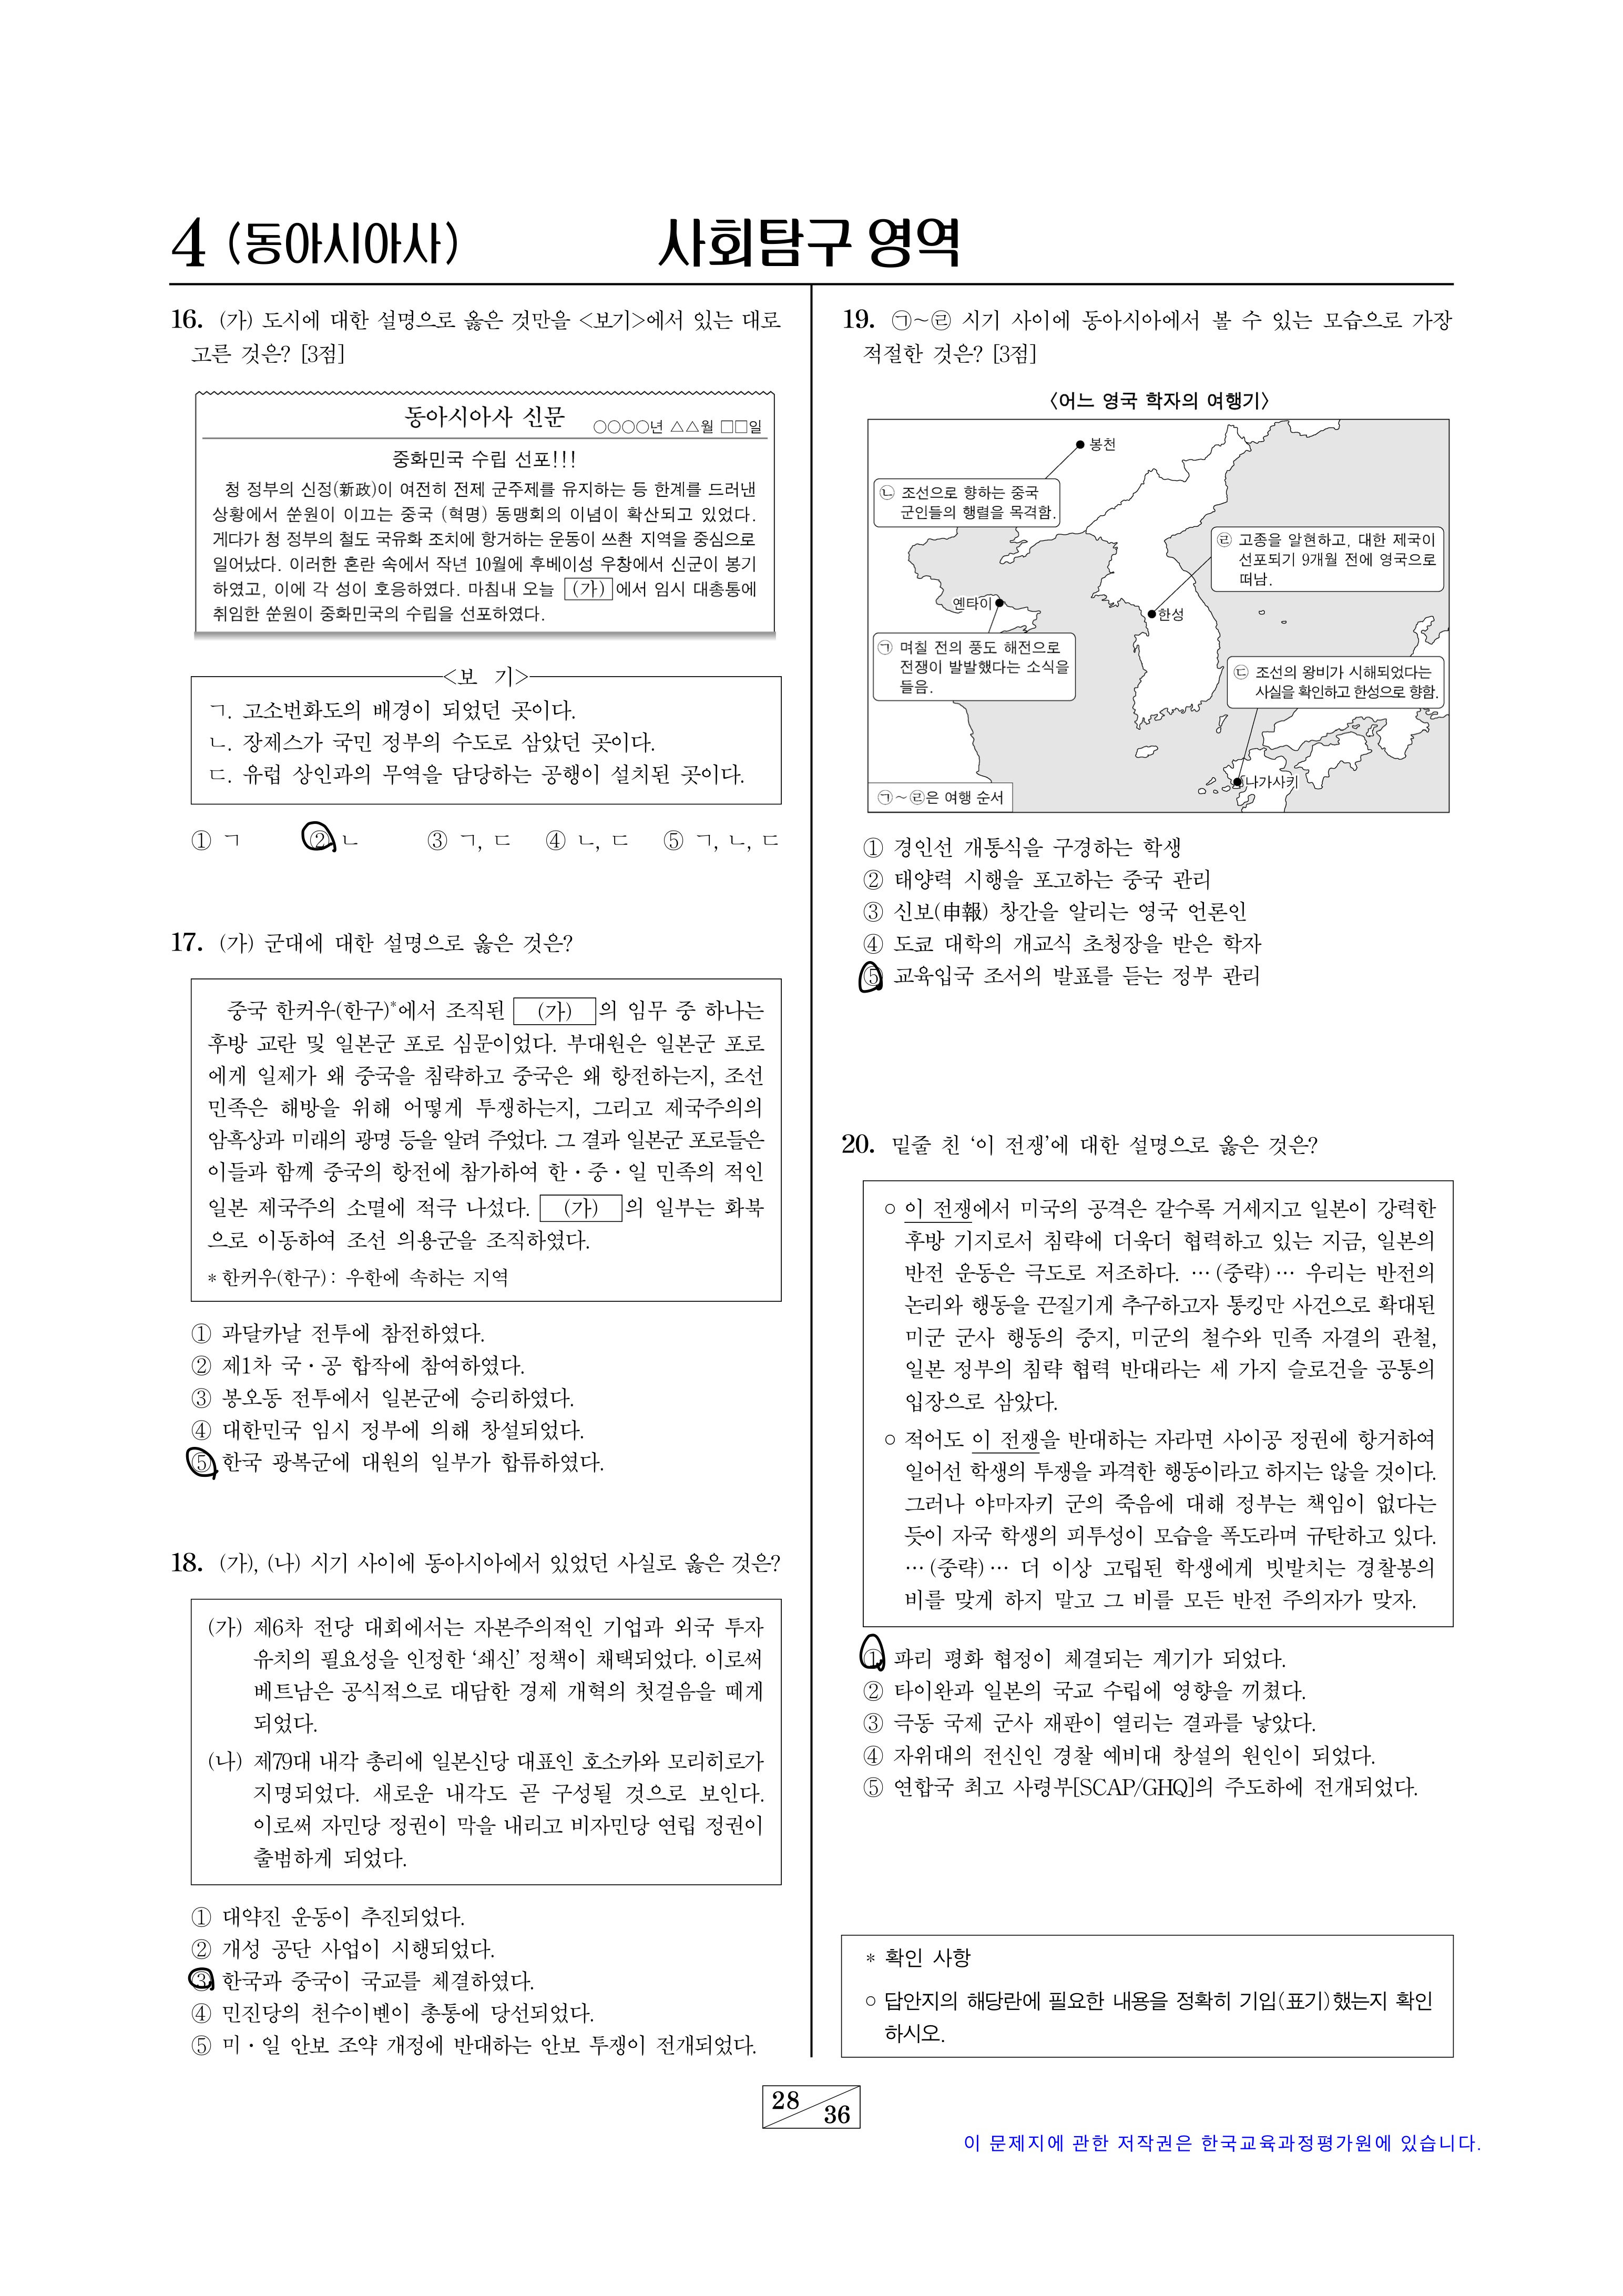 4 (동아시아사)
사회탐구 영역
16. (가) 도시에 대한 설명으로 옳은 것만을 <보기>에서 있는 대로
고른 것은? [3점]
동아시아사 신문
○○○○년 △△월 □□일
중화민국 수립 선포!!!
청 정부의 신정(新政)이 여전히 전제 군주제를 유지하는 등 한계를 드러낸
상황에서 쑨원이 이끄는 중국 (혁명) 동맹회의 이념이 확산되고 있었다.
게다가 청 정부의 철도 국유화 조치에 항거하는 운동이 쓰촨 지역을 중심으로
일어났다. 이러한 혼란 속에서 작년 10월에 후베이성 우창에서 신군이 봉기
하였고, 이에 각 성이 호응하였다. 마침내 오늘 (가) 에서 임시 대총통에
취임한 쑨원이 중화민국의 수립을 선포하였다.
<보 기>
ㄱ. 고소번화도의 배경이 되었던 곳이다.
ㄴ. 장제스가 국민 정부의 수도로 삼았던 곳이다.
ㄷ. 유럽 상인과의 무역을 담당하는 공행이 설치된 곳이다.
① ㄱ ② ㄴ ③ ㄱ, ㄷ ④ ㄴ, ㄷ ⑤ ㄱ, ㄴ, ㄷ
17. (가) 군대에 대한 설명으로 옳은 것은?
중국 한커우(한구)*에서 조직된 (가) 의 임무 중 하나는
후방 교란 및 일본군 포로 심문이었다. 부대원은 일본군 포로
에게 일제가 왜 중국을 침략하고 중국은 왜 항전하는지, 조선
민족은 해방을 위해 어떻게 투쟁하는지, 그리고 제국주의의
암흑상과 미래의 광명 등을 알려 주었다. 그 결과 일본군 포로들은
이들과 함께 중국의 항전에 참가하여 한·중·일 민족의 적인
일본 제국주의 소멸에 적극 나섰다. (가) 의 일부는 화북
으로 이동하여 조선 의용군을 조직하였다.
* 한커우(한구): 우한에 속하는 지역
① 과달카날 전투에 참전하였다.
② 제1차 국·공 합작에 참여하였다.
③ 봉오동 전투에서 일본군에 승리하였다.
④ 대한민국 임시 정부에 의해 창설되었다.
⑤ 한국 광복군에 대원의 일부가 합류하였다.
18. (가), (나) 시기 사이에 동아시아에서 있었던 사실로 옳은 것은?
(가) 제6차 전당 대회에서는 자본주의적인 기업과 외국 투자
유치의 필요성을 인정한 ‘쇄신’ 정책이 채택되었다. 이로써
베트남은 공식적으로 대담한 경제 개혁의 첫걸음을 떼게
되었다.
(나) 제79대 내각 총리에 일본신당 대표인 호소카와 모리히로가
지명되었다. 새로운 내각도 곧 구성될 것으로 보인다.
이로써 자민당 정권이 막을 내리고 비자민당 연립 정권이
출범하게 되었다.
① 대약진 운동이 추진되었다.
② 개성 공단 사업이 시행되었다.
③ 한국과 중국이 국교를 체결하였다.
④ 민진당의 천수이볜이 총통에 당선되었다.
⑤ 미·일 안보 조약 개정에 반대하는 안보 투쟁이 전개되었다.
19. ㉠~㉣ 시기 사이에 동아시아에서 볼 수 있는 모습으로 가장
적절한 것은? [3점]
<어느 영국 학자의 여행기>
봉천
㉡ 조선으로 향하는 중국
군인들의 행렬을 목격함.
㉣ 고종을 알현하고, 대한 제국이
선포되기 9개월 전에 영국으로
떠남.
옌타이
한성
㉠ 며칠 전의 풍도 해전으로
전쟁이 발발했다는 소식을
들음.
㉢ 조선의 왕비가 시해되었다는
사실을 확인하고 한성으로 향함.
나가사키
㉠~㉣은 여행 순서
① 경인선 개통식을 구경하는 학생
② 태양력 시행을 포고하는 중국 관리
③ 신보(申報) 창간을 알리는 영국 언론인
④ 도쿄 대학의 개교식 초청장을 받은 학자
⑤ 교육입국 조서의 발표를 듣는 정부 관리
20. 밑줄 친 ‘이 전쟁’에 대한 설명으로 옳은 것은?
○ 이 전쟁에서 미국의 공격은 갈수록 거세지고 일본이 강력한
후방 기지로서 침략에 더욱더 협력하고 있는 지금, 일본의
반전 운동은 극도로 저조하다. …(중략)… 우리는 반전의
논리와 행동을 끈질기게 추구하고자 통킹만 사건으로 확대된
미군 군사 행동의 중지, 미군의 철수와 민족 자결의 관철,
일본 정부의 침략 협력 반대라는 세 가지 슬로건을 공통의
입장으로 삼았다.
○ 적어도 이 전쟁을 반대하는 자라면 사이공 정권에 항거하여
일어선 학생의 투쟁을 과격한 행동이라고 하지는 않을 것이다.
그러나 야마자키 군의 죽음에 대해 정부는 책임이 없다는
듯이 자국 학생의 피투성이 모습을 폭도라며 규탄하고 있다.
…(중략)… 더 이상 고립된 학생에게 빗발치는 경찰봉의
비를 맞게 하지 말고 그 비를 모든 반전 주의자가 맞자.
① 파리 평화 협정이 체결되는 계기가 되었다.
② 타이완과 일본의 국교 수립에 영향을 끼쳤다.
③ 극동 국제 군사 재판이 열리는 결과를 낳았다.
④ 자위대의 전신인 경찰 예비대 창설의 원인이 되었다.
⑤ 연합국 최고 사령부[SCAP/GHQ]의 주도하에 전개되었다.
* 확인 사항
○ 답안지의 해당란에 필요한 내용을 정확히 기입(표기)했는지 확인
하시오.
28
36
이 문제지에 관한 저작권은 한국교육과정평가원에 있습니다.